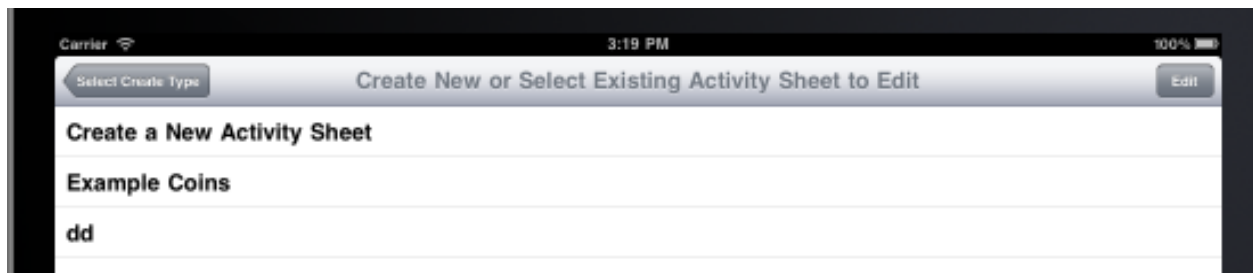 Carrier 3:19 PM 100%
Select Create Type Create New or Select Existing Activity Sheet to Edit Edit
Create a New Activity Sheet
Example Coins
dd